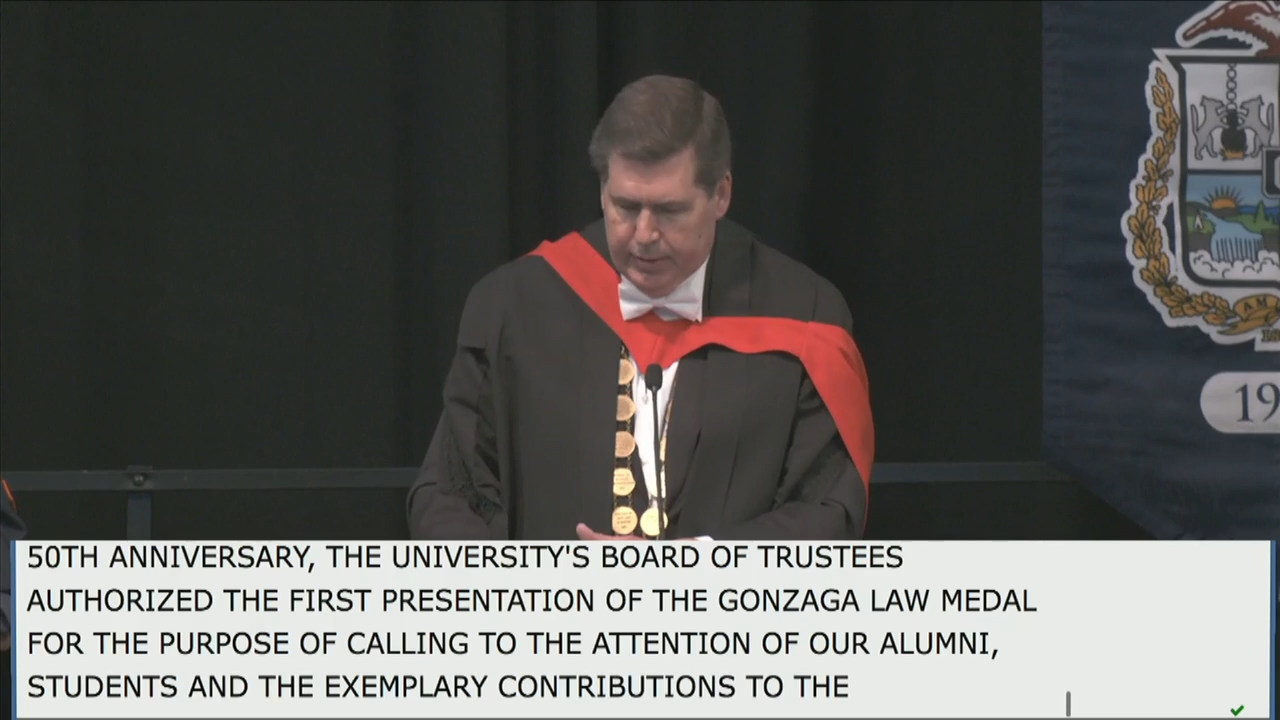 19
50TH ANNIVERSARY, THE UNIVERSITY'S BOARD OF TRUSTEES
AUTHORIZED THE FIRST PRESENTATION OF THE GONZAGA LAW MEDAL
FOR THE PURPOSE OF CALLING TO THE ATTENTION OF OUR ALUMNI,
STUDENTS AND THE EXEMPLARY CONTRIBUTIONS TO THE